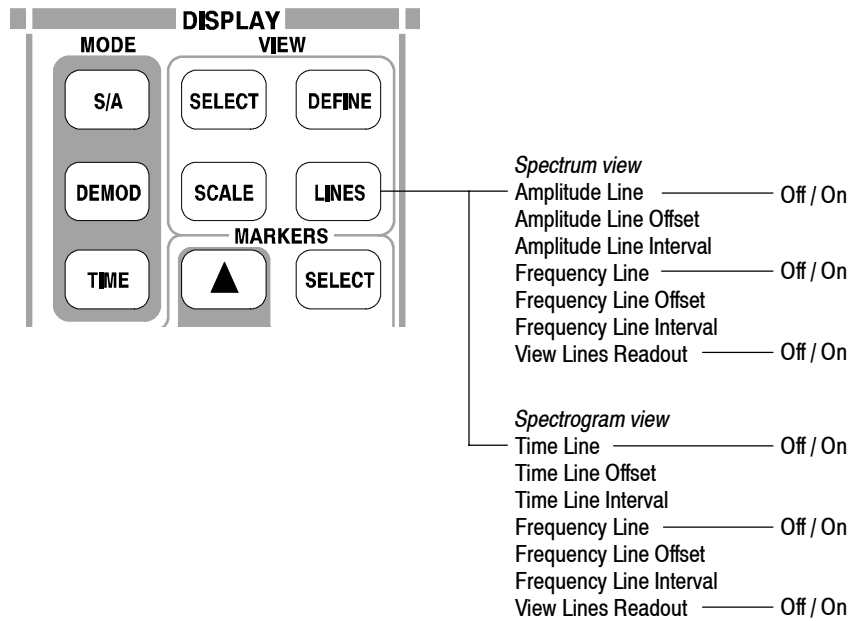 DISPLAY
MODE
VIEW
S/A
SELECT
DEFINE
DEMOD
SCALE
LINES
MARKERS
TIME
SELECT
Spectrum view
Amplitude Line Off / On
Amplitude Line Offset
Amplitude Line Interval
Frequency Line Off / On
Frequency Line Offset
Frequency Line Interval
View Lines Readout Off / On
Spectrogram view
Time Line Off / On
Time Line Offset
Time Line Interval
Frequency Line Off / On
Frequency Line Offset
Frequency Line Interval
View Lines Readout Off / On